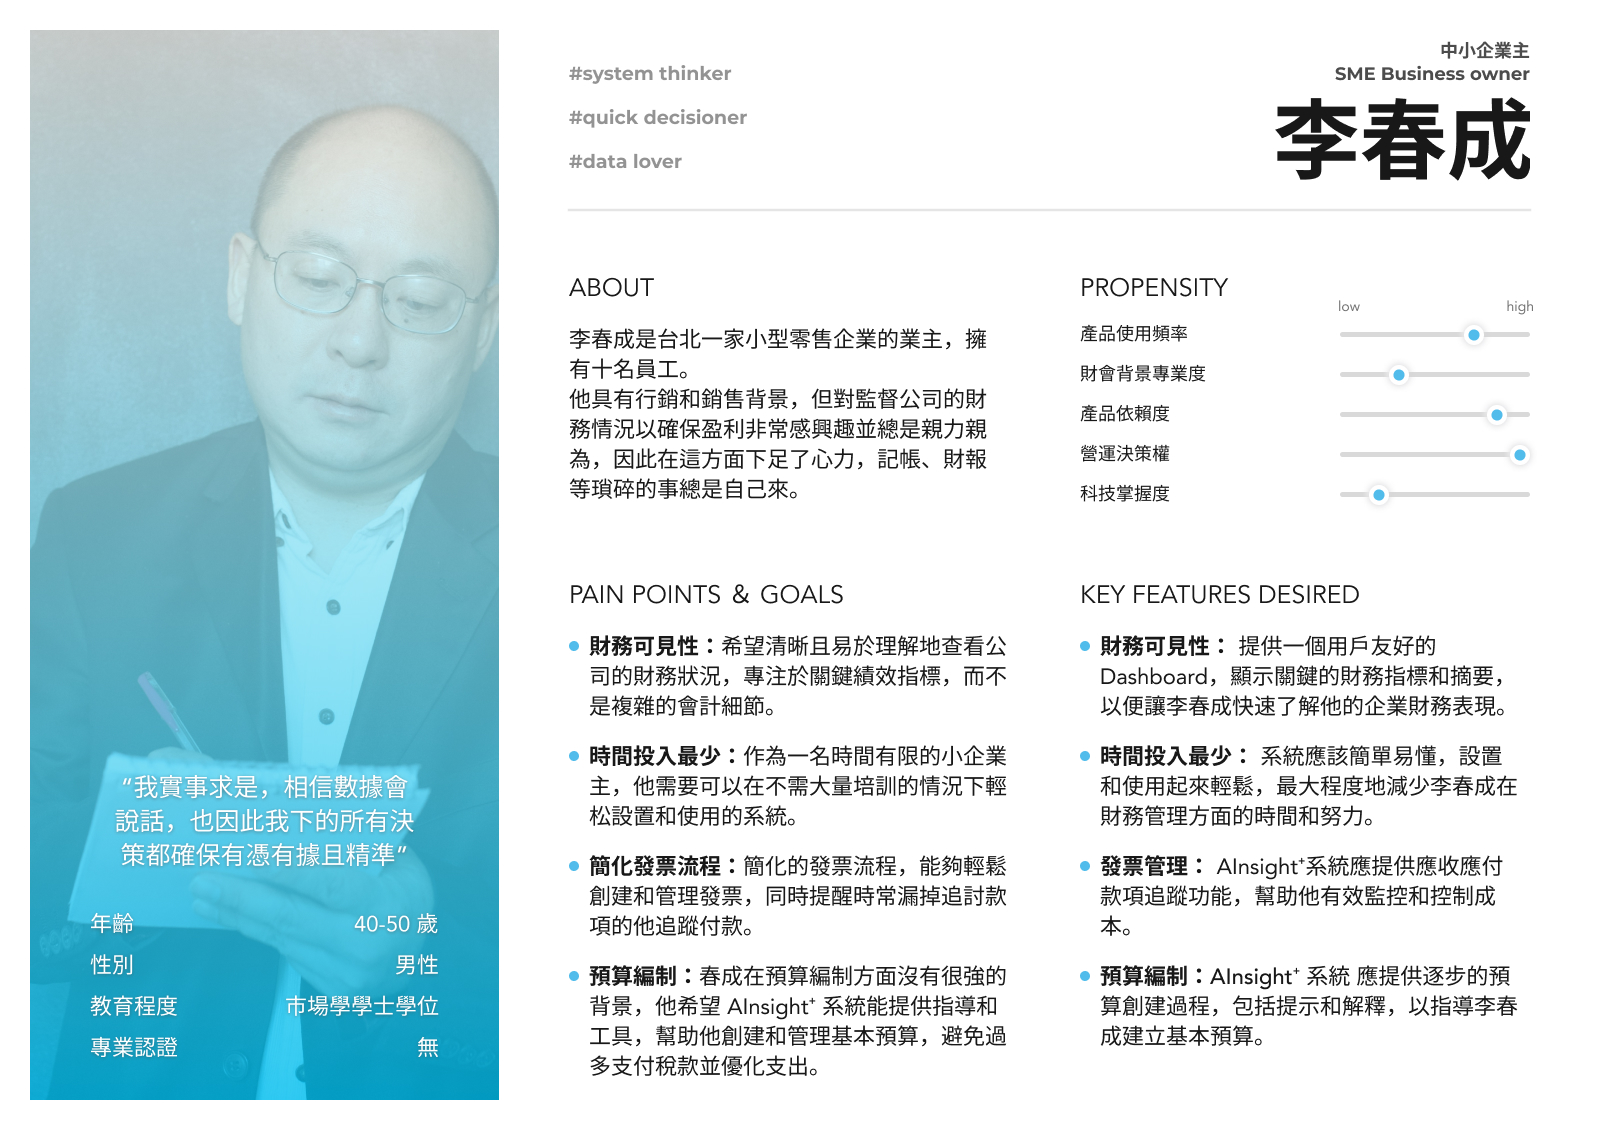 #system thinker
#quick decisioner
#data lover
中小企業主
SME Business owner
李春成
ABOUT
李春成是台北一家小型零售企業的業主，擁
有十名員工。
他具有行銷和銷售背景，但對監督公司的財
務情況以確保盈利非常感興趣並總是親力親
為，因此在這方面下足了心力，記帳、財報
等瑣碎的事總是自己來。
PROPENSITY
low high
產品使用頻率
財會背景專業度
產品依賴度
營運決策權
科技掌握度
PAIN POINTS & GOALS
財務可見性：希望清晰且易於理解地查看公
司的財務狀況，專注於關鍵績效指標，而不
是複雜的會計細節。
時間投入最少：作為一名時間有限的小企業
主，他需要可以在不需大量培訓的情況下輕
松設置和使用的系統。
簡化發票流程：簡化的發票流程，能夠輕鬆
創建和管理發票，同時提醒時常漏掉追討款
項的他追蹤付款。
預算編制：春成在預算編制方面沒有很強的
背景，他希望 AInsight⁺ 系統能提供指導和
工具，幫助他創建和管理基本預算，避免過
多支付稅款並優化支出。
KEY FEATURES DESIRED
財務可見性： 提供一個用戶友好的
Dashboard，顯示關鍵的財務指標和摘要，
以便讓李春成快速了解他的企業財務表現。
時間投入最少： 系統應該簡單易懂，設置
和使用起來輕鬆，最大程度地減少李春成在
財務管理方面的時間和努力。
發票管理： AInsight⁺系統應提供應收應付
款項追蹤功能，幫助他有效監控和控制成
本。
預算編制：AInsight⁺ 系統 應提供逐步的預
算創建過程，包括提示和解釋，以指導李春
成建立基本預算。
“我實事求是，相信數據會
說話，也因此我下的所有決
策都確保有憑有據且精準”
年齡 40-50 歲
性別 男性
教育程度 市場學學士學位
專業認證 無